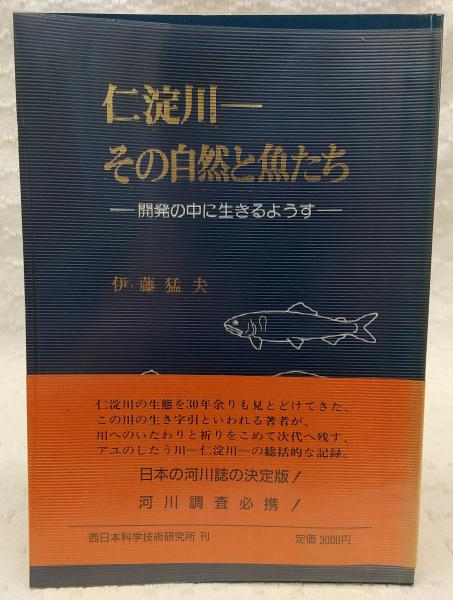 仁淀川―
その自然と魚たち
―開発の中に生きるようす―
伊藤猛夫
仁淀川の生態を30年余りも見とどけてきた、
この川の生き字引といわれる著者が、
川へのいたわりと祈りをこめて次代へ残す、
アユのしたう川―仁淀川―の総括的な記録。
日本の河川誌の決定版!
河川調査必携!
西日本科学技術研究所 刊 定価 3000円